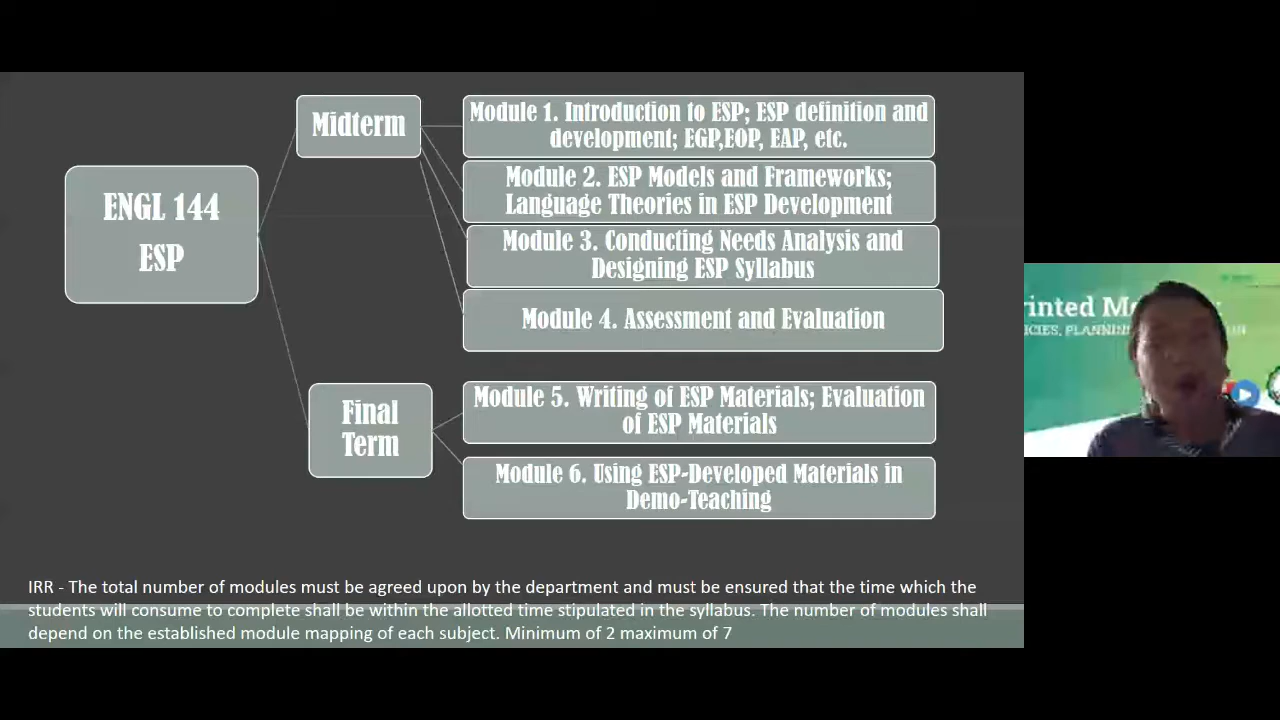 ENGL 144
ESP
Midterm
Module 1. Introduction to ESP; ESP definition and
development; EGP,EOP, EAP, etc.
Module 2. ESP Models and Frameworks;
Language Theories in ESP Development
Module 3. Conducting Needs Analysis and
Designing ESP Syllabus
Module 4. Assessment and Evaluation
Final
Term
Module 5. Writing of ESP Materials; Evaluation
of ESP Materials
Module 6. Using ESP-Developed Materials in
Demo-Teaching
IRR - The total number of modules must be agreed upon by the department and must be ensured that the time which the
students will consume to complete shall be within the allotted time stipulated in the syllabus. The number of modules shall
depend on the established module mapping of each subject. Minimum of 2 maximum of 7